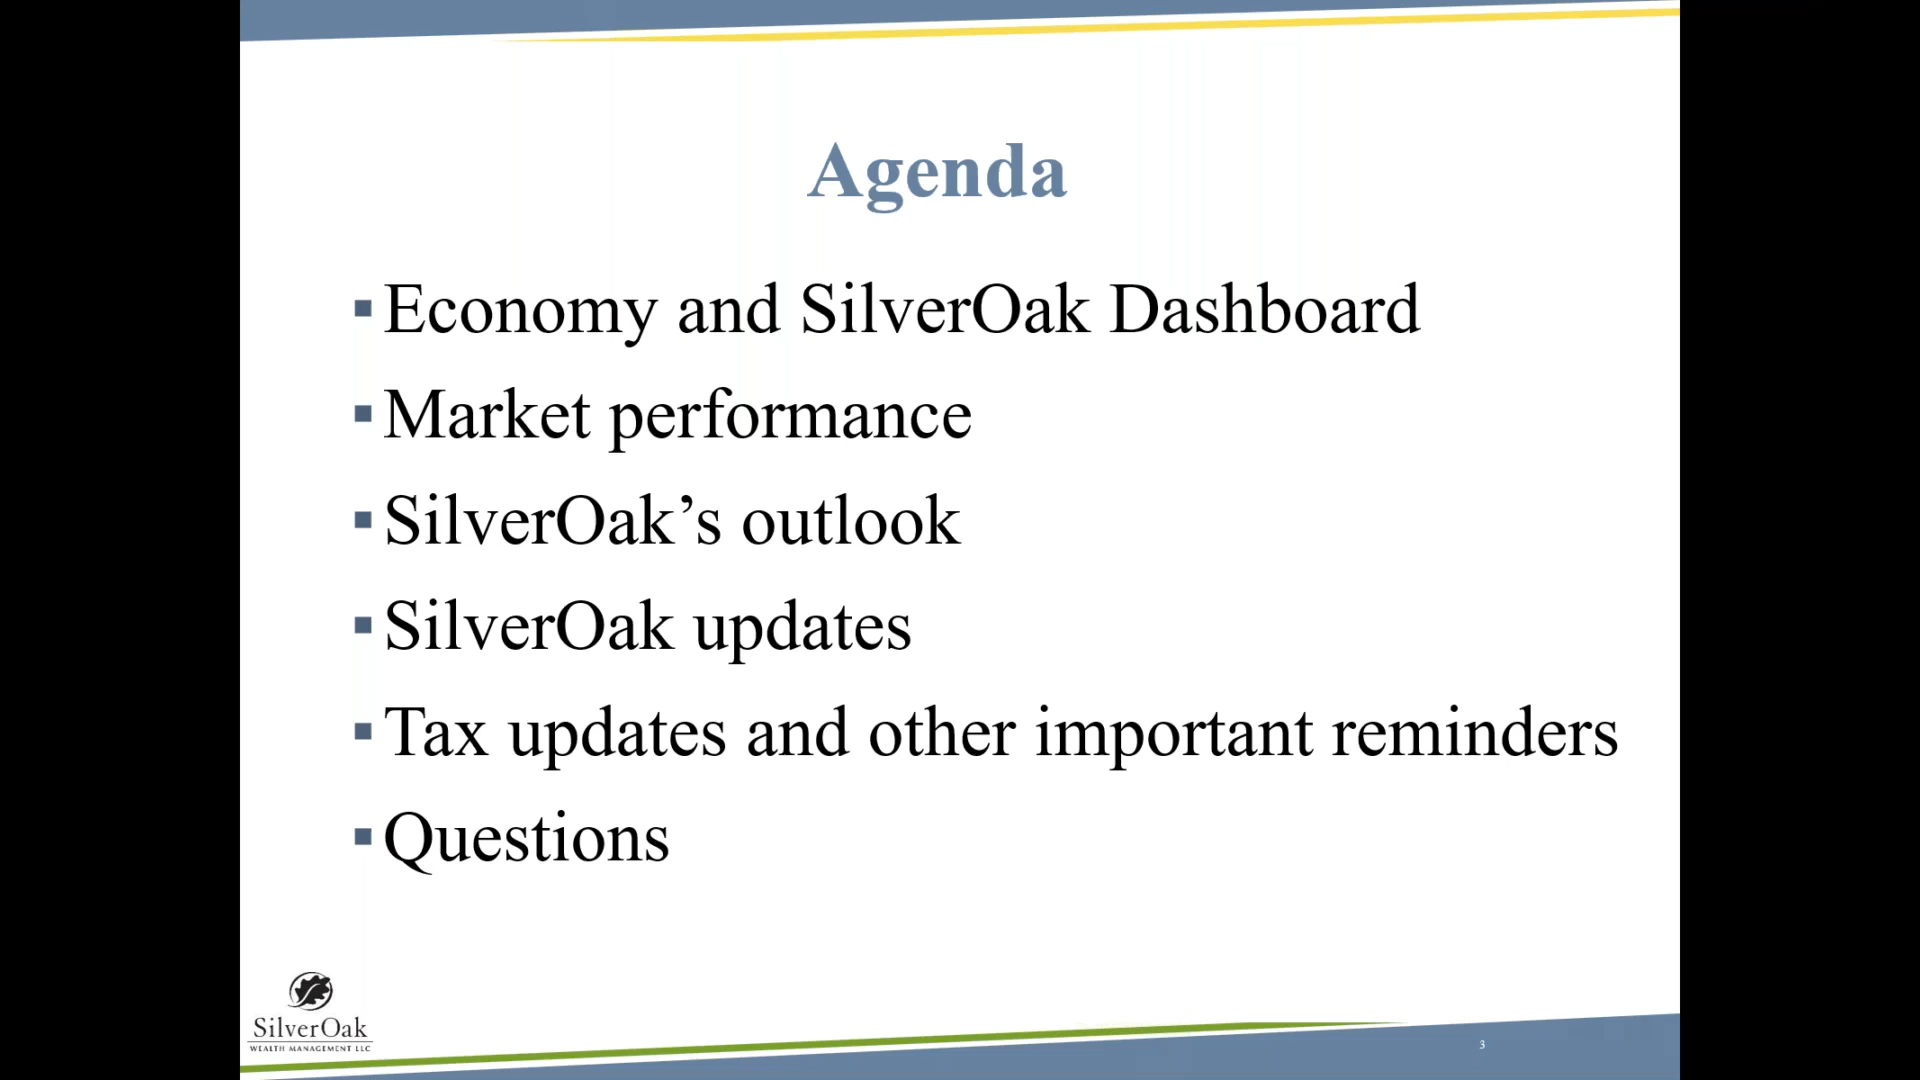 Agenda
▪ Economy and SilverOak Dashboard
▪ Market performance
▪ SilverOak’s outlook
▪ SilverOak updates
▪ Tax updates and other important reminders
▪ Questions
SilverOak
WEALTH MANAGEMENT LLC
3